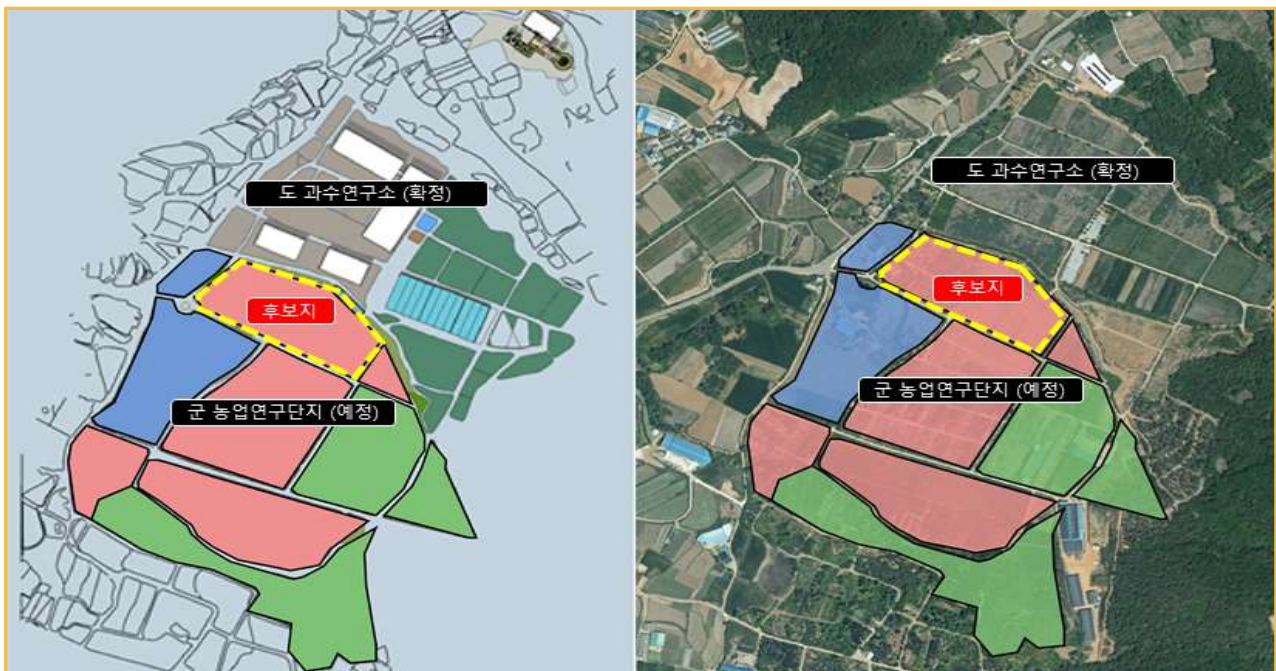 도 과수연구소 (확정)
후보지
군 농업연구단지 (예정)
도 과수연구소 (확정)
후보지
군 농업연구단지 (예정)